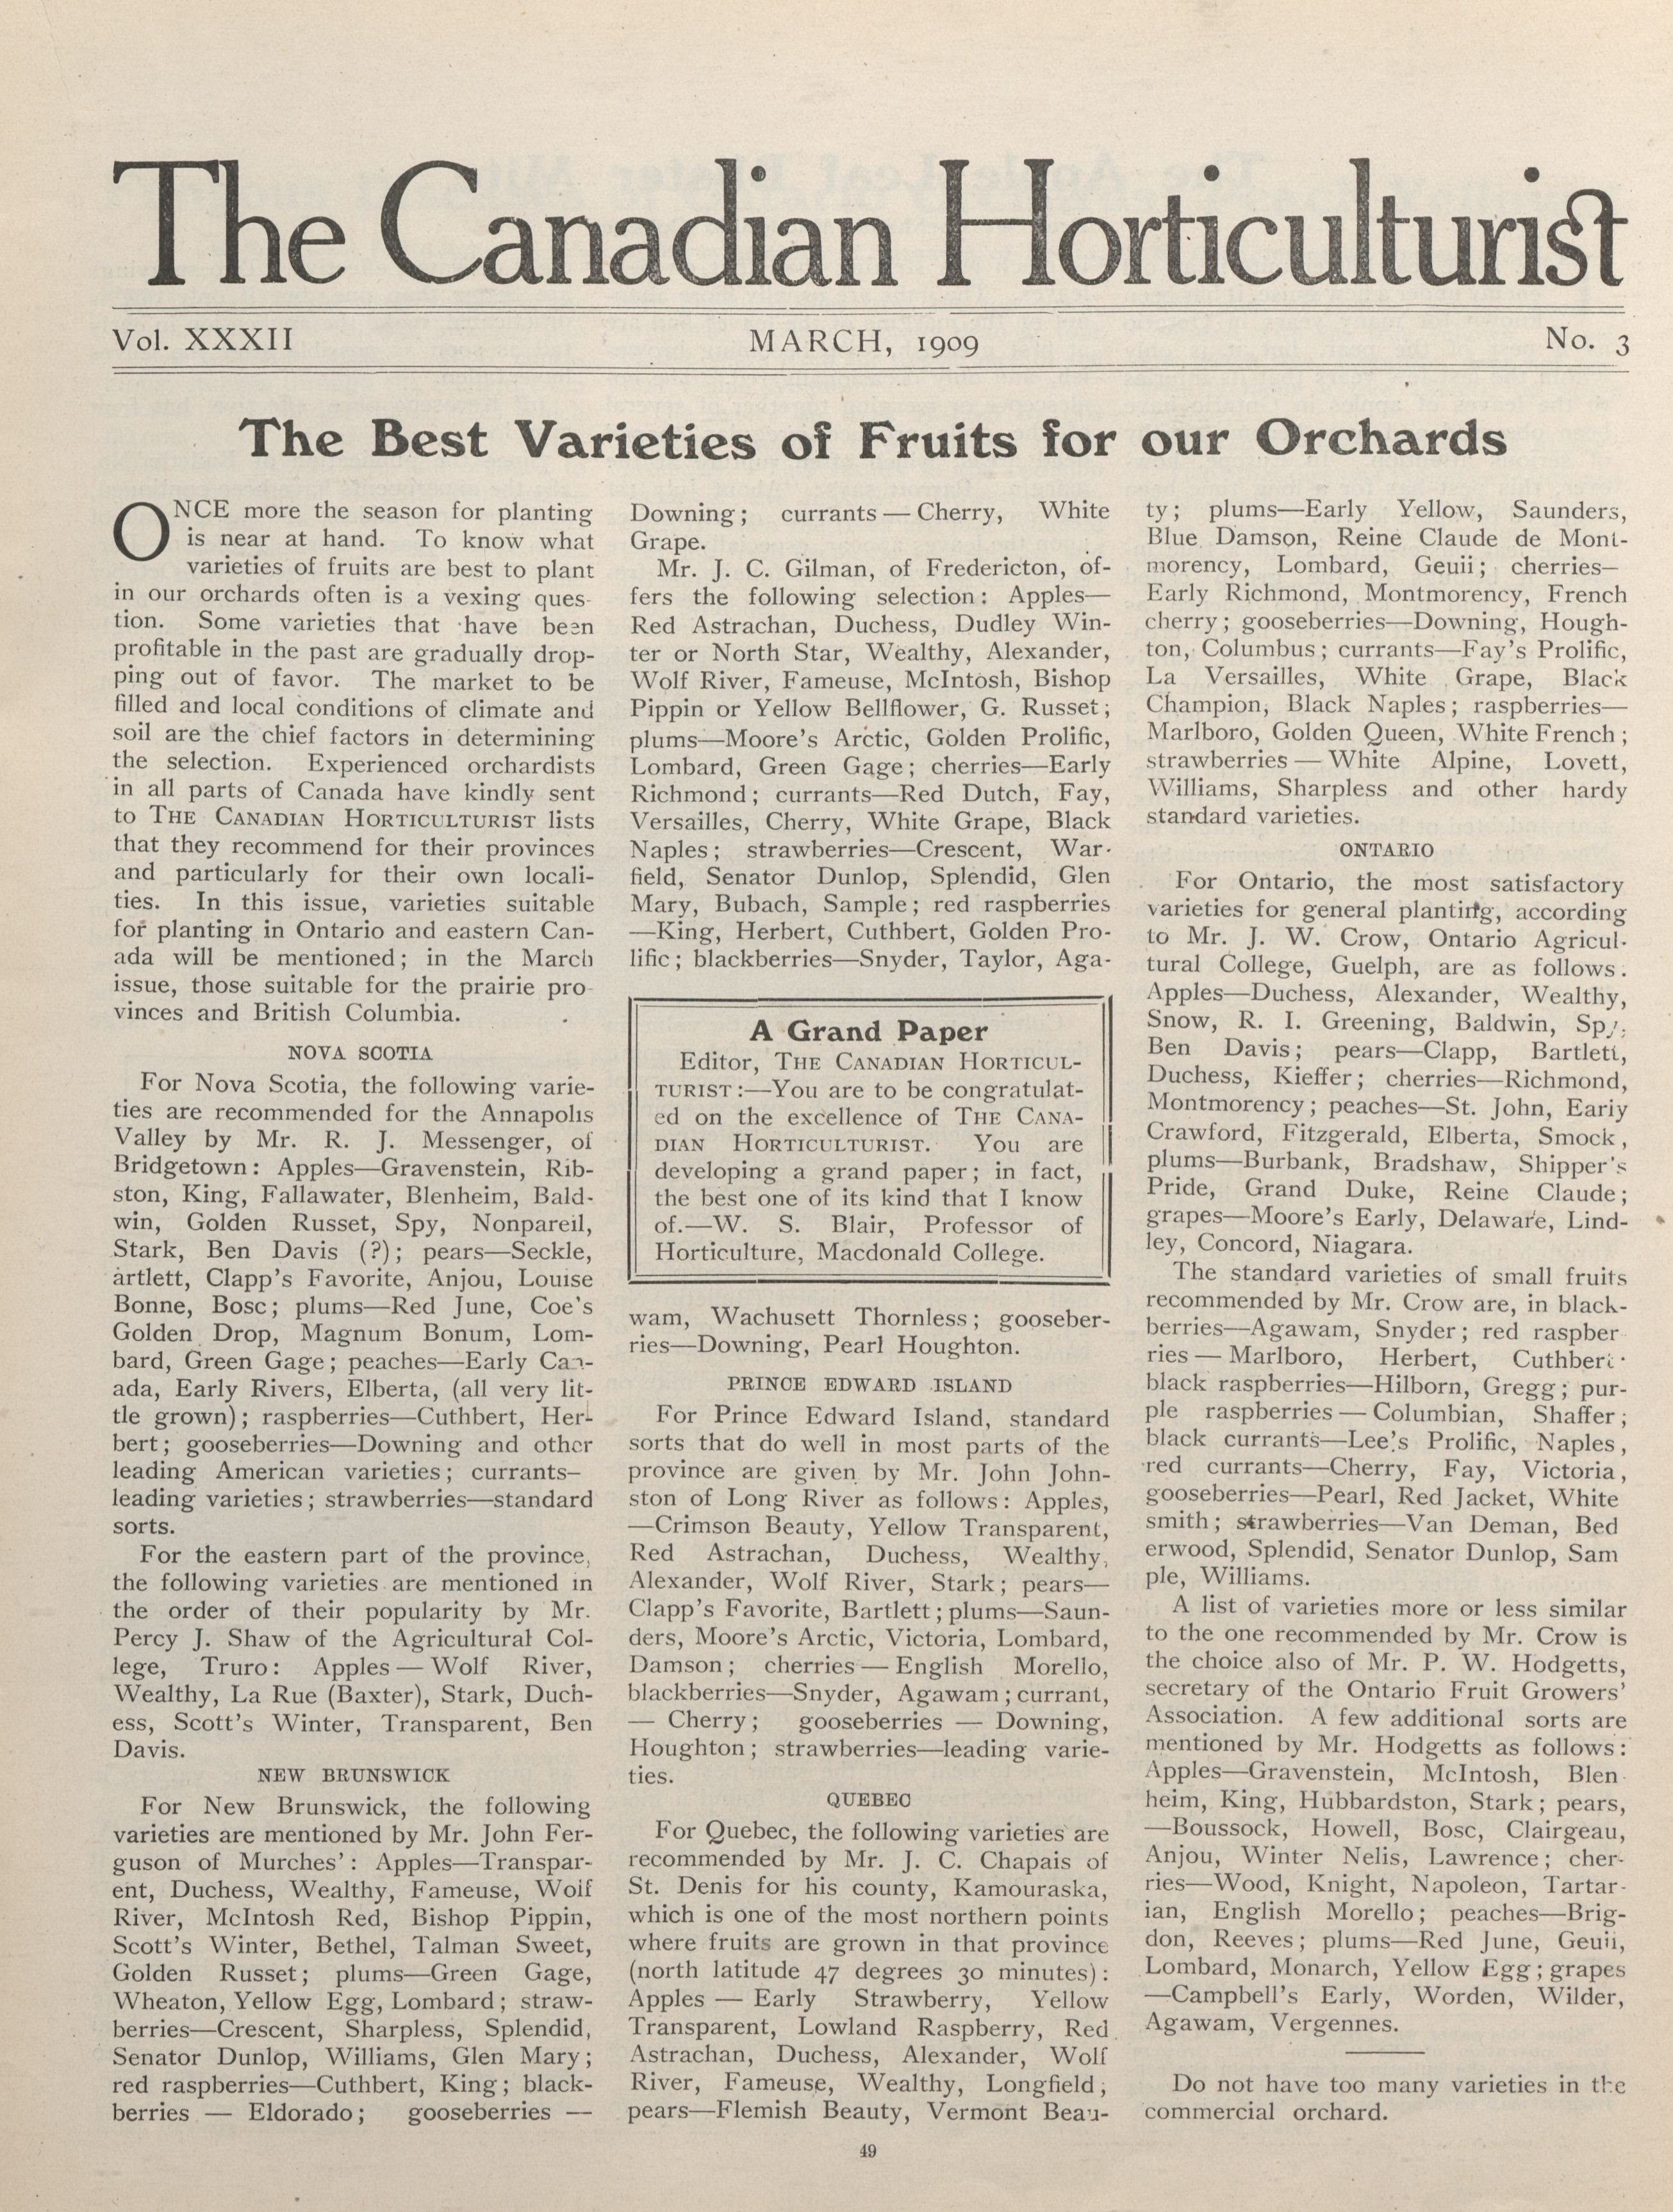 The Canadian Horticulturist
Vol. XXXII MARCH, 1909 No. 3
The Best Varieties of Fruits for our Orchards
ONCE more the season for planting
is near at hand. To know what
varieties of fruits are best to plant
in our orchards often is a vexing ques-
tion. Some varieties that have been
profitable in the past are gradually drop-
ping out of favor. The market to be
filled and local conditions of climate and
soil are the chief factors in determining
the selection. Experienced orchardists
in all parts of Canada have kindly sent
to THE CANADIAN HORTICULTURIST lists
that they recommend for their provinces
and particularly for their own locali-
ties. In this issue, varieties suitable
for planting in Ontario and eastern Can-
ada will be mentioned; in the March
issue, those suitable for the prairie pro-
vinces and British Columbia.
NOVA SCOTIA
For Nova Scotia, the following varie-
ties are recommended for the Annapolis
Valley by Mr. R. J. Messenger, of
Bridgetown: Apples—Gravenstein, Rib-
ston, King, Fallawater, Blenheim, Bald-
win, Golden Russet, Spy, Nonpareil,
Stark, Ben Davis (?); pears—Seckle,
artlett, Clapp's Favorite, Anjou, Louise
Bonne, Bosc; plums—Red June, Coe's
Golden Drop, Magnum Bonum, Lom-
bard, Green Gage; peaches—Early Can-
ada, Early Rivers, Elberta, (all very lit-
tle grown); raspberries—Cuthbert, Her-
bert; gooseberries—Downing and other
leading American varieties; currants—
leading varieties; strawberries—standard
sorts.
For the eastern part of the province,
the following varieties are mentioned in
the order of their popularity by Mr.
Percy J. Shaw of the Agricultural Col-
lege, Truro: Apples—Wolf River,
Wealthy, La Rue (Baxter), Stark, Duch-
ess, Scott's Winter, Transparent, Ben
Davis.
NEW BRUNSWICK
For New Brunswick, the following
varieties are mentioned by Mr. John Fer-
guson of Murches': Apples—Transpar-
ent, Duchess, Wealthy, Fameuse, Wolf
River, McIntosh Red, Bishop Pippin,
Scott's Winter, Bethel, Talman Sweet,
Golden Russet; plums—Green Gage,
Wheaton, Yellow Egg, Lombard; straw-
berries—Crescent, Sharpless, Splendid,
Senator Dunlop, Williams, Glen Mary;
red raspberries—Cuthbert, King; black-
berries — Eldorado; gooseberries —
Downing; currants—Cherry, White
Grape.
Mr. J. C. Gilman, of Fredericton, of-
fers the following selection: Apples—
Red Astrachan, Duchess, Dudley Win-
ter or North Star, Wealthy, Alexander,
Wolf River, Fameuse, McIntosh, Bishop
Pippin or Yellow Bellflower, G. Russet;
plums—Moore's Arctic, Golden Prolific,
Lombard, Green Gage; cherries—Early
Richmond; currants—Red Dutch, Fay,
Versailles, Cherry, White Grape, Black
Naples; strawberries—Crescent, War-
field, Senator Dunlop, Splendid, Glen
Mary, Bubach, Sample; red raspberries
—King, Herbert, Cuthbert, Golden Pro-
lific; blackberries—Snyder, Taylor, Aga-
A Grand Paper
Editor, THE CANADIAN HORTICUL-
TURIST:—You are to be congratulat-
ed on the excellence of THE CANA-
DIAN HORTICULTURIST. You are
developing a grand paper; in fact,
the best one of its kind that I know
of.—W. S. Blair, Professor of
Horticulture, Macdonald College.
wam, Wachusett Thornless; gooseber-
ries—Downing, Pearl Houghton.
PRINCE EDWARD ISLAND
For Prince Edward Island, standard
sorts that do well in most parts of the
province are given by Mr. John John-
ston of Long River as follows: Apples,
—Crimson Beauty, Yellow Transparent,
Red Astrachan, Duchess, Wealthy,
Alexander, Wolf River, Stark; pears—
Clapp's Favorite, Bartlett; plums—Saun-
ders, Moore's Arctic, Victoria, Lombard,
Damson; cherries—English Morello,
blackberries—Snyder, Agawam; currant,
— Cherry; gooseberries — Downing,
Houghton; strawberries—leading varie-
ties.
QUEBEC
For Quebec, the following varieties are
recommended by Mr. J. C. Chapais of
St. Denis for his county, Kamouraska,
which is one of the most northern points
where fruits are grown in that province
(north latitude 47 degrees 30 minutes):
Apples — Early Strawberry, Yellow
Transparent, Lowland Raspberry, Red
Astrachan, Duchess, Alexander, Wolf
River, Fameuse, Wealthy, Longfield;
pears—Flemish Beauty, Vermont Beau-
ty; plums—Early Yellow, Saunders,
Blue Damson, Reine Claude de Mont-
morency, Lombard, Geuii; cherries—
Early Richmond, Montmorency, French
cherry; gooseberries—Downing, Hough-
ton, Columbus; currants—Fay's Prolific,
La Versailles, White Grape, Black
Champion, Black Naples; raspberries—
Marlboro, Golden Queen, White French;
strawberries—White Alpine, Lovett,
Williams, Sharpless and other hardy
standard varieties.
ONTARIO
For Ontario, the most satisfactory
varieties for general planting, according
to Mr. J. W. Crow, Ontario Agricul-
tural College, Guelph, are as follows.
Apples—Duchess, Alexander, Wealthy,
Snow, R. I. Greening, Baldwin, Spy,
Ben Davis; pears—Clapp, Bartlett,
Duchess, Kieffer; cherries—Richmond,
Montmorency; peaches—St. John, Early
Crawford, Fitzgerald, Elberta, Smock,
plums—Burbank, Bradshaw, Shipper's
Pride, Grand Duke, Reine Claude;
grapes—Moore's Early, Delaware, Lind-
ley, Concord, Niagara.
The standard varieties of small fruits
recommended by Mr. Crow are, in black-
berries—Agawam, Snyder; red raspber
ries—Marlboro, Herbert, Cuthbert
black raspberries—Hilborn, Gregg; pur-
ple raspberries—Columbian, Shaffer;
black currants—Lee's Prolific, Naples,
red currants—Cherry, Fay, Victoria,
gooseberries—Pearl, Red Jacket, White
smith; strawberries—Van Deman, Bed
erwood, Splendid, Senator Dunlop, Sam
ple, Williams.
A list of varieties more or less similar
to the one recommended by Mr. Crow is
the choice also of Mr. P. W. Hodgetts,
secretary of the Ontario Fruit Growers'
Association. A few additional sorts are
mentioned by Mr. Hodgetts as follows:
Apples—Gravenstein, McIntosh, Blen-
heim, King, Hubbardston, Stark; pears,
—Boussock, Howell, Bosc, Clairgeau,
Anjou, Winter Nelis, Lawrence; cher-
ries—Wood, Knight, Napoleon, Tartar-
ian, English Morello; peaches—Brig-
don, Reeves; plums—Red June, Geuii,
Lombard, Monarch, Yellow Egg; grapes
—Campbell's Early, Worden, Wilder,
Agawam, Vergennes.
Do not have too many varieties in the
commercial orchard.
49